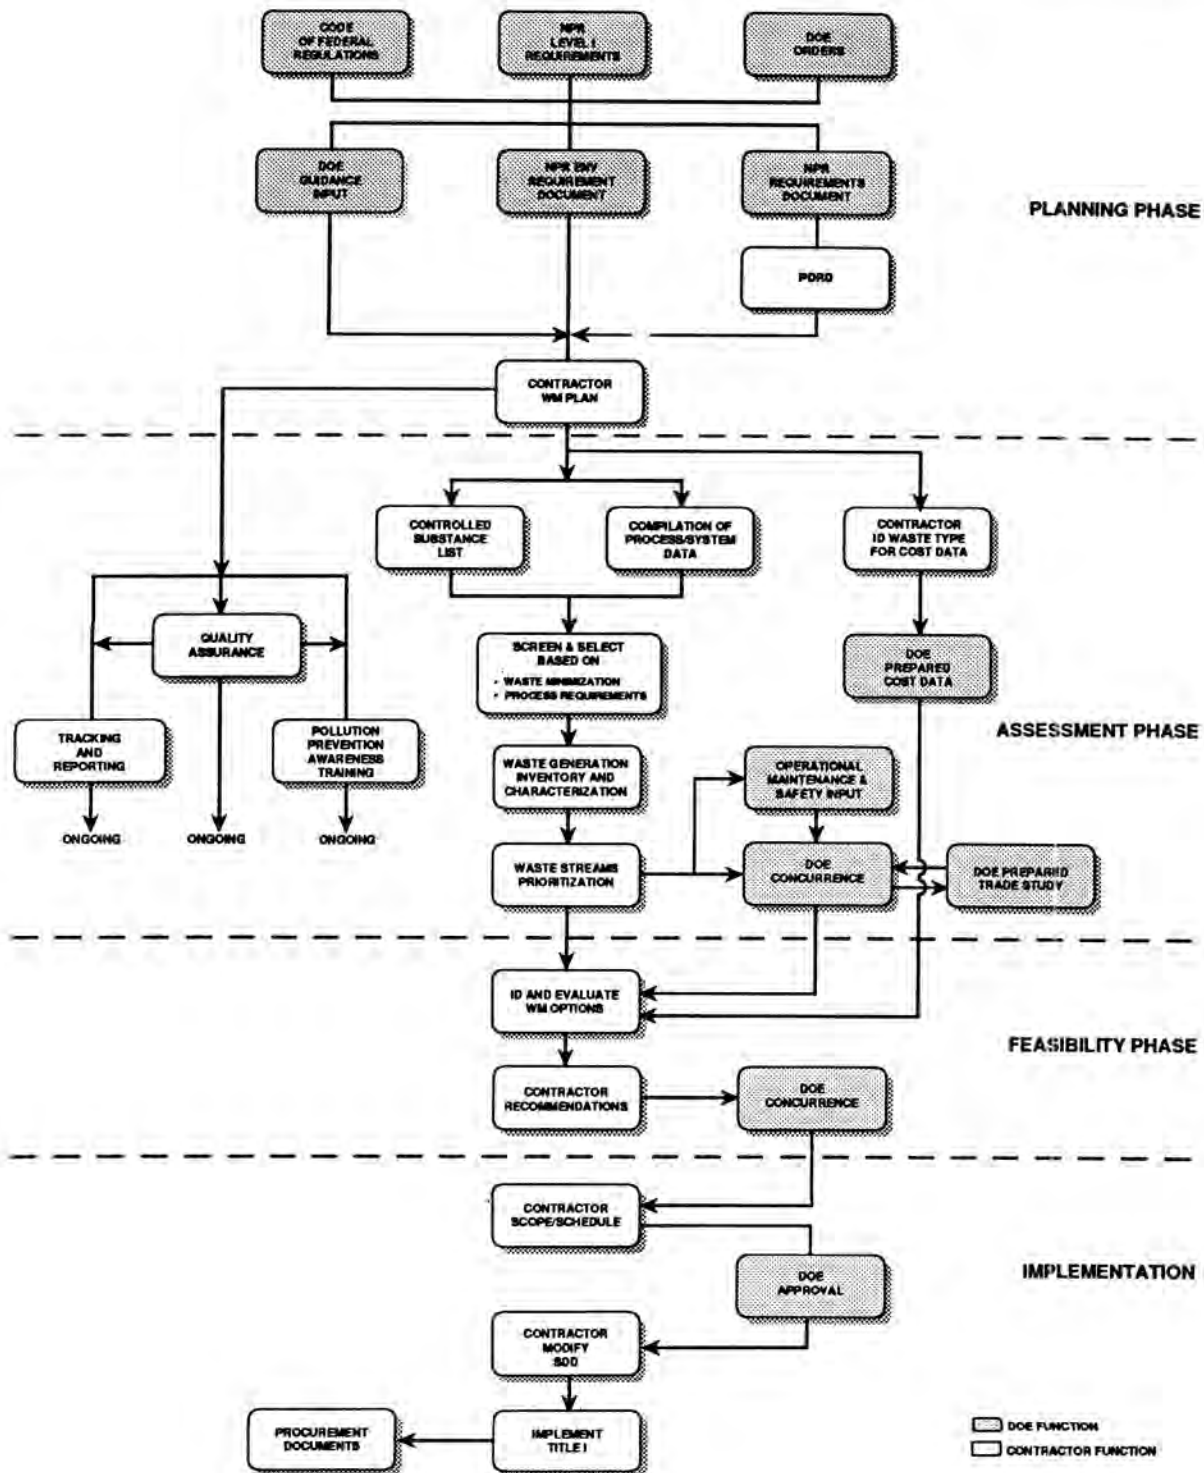 CODE
OF FEDERAL
REGULATIONS
NPR
LEVEL I
REQUIREMENTS
DOE
ORDERS
DOE
GUIDANCE
INPUT
NPR ENV
REQUIREMENT
DOCUMENT
NPR
REQUIREMENTS
DOCUMENT
PLANNING PHASE
PDRD
CONTRACTOR
WM PLAN
CONTROLLED
SUBSTANCE
LIST
COMPILATION OF
PROCESS/SYSTEM
DATA
CONTRACTOR
ID WASTE TYPE
FOR COST DATA
QUALITY
ASSURANCE
SCREEN & SELECT
BASED ON
WASTE MINIMIZATION
PROCESS REQUIREMENTS
DOE
PREPARED
COST DATA
TRACKING
AND
REPORTING
POLLUTION
PREVENTION
AWARENESS
TRAINING
ASSESSMENT PHASE
WASTE GENERATION
INVENTORY AND
CHARACTERIZATION
OPERATIONAL
MAINTENANCE &
SAFETY INPUT
ONGOING
ONGOING
ONGOING
WASTE STREAMS
PRIORITIZATION
DOE
CONCURRENCE
DOE PREPARED
TRADE STUDY
ID AND EVALUATE
WM OPTIONS
FEASIBILITY PHASE
CONTRACTOR
RECOMMENDATIONS
DOE
CONCURRENCE
CONTRACTOR
SCOPE/SCHEDULE
DOE
APPROVAL
IMPLEMENTATION
CONTRACTOR
MODIFY
SDD
PROCUREMENT
DOCUMENTS
IMPLEMENT
TITLE I
DOE FUNCTION
CONTRACTOR FUNCTION